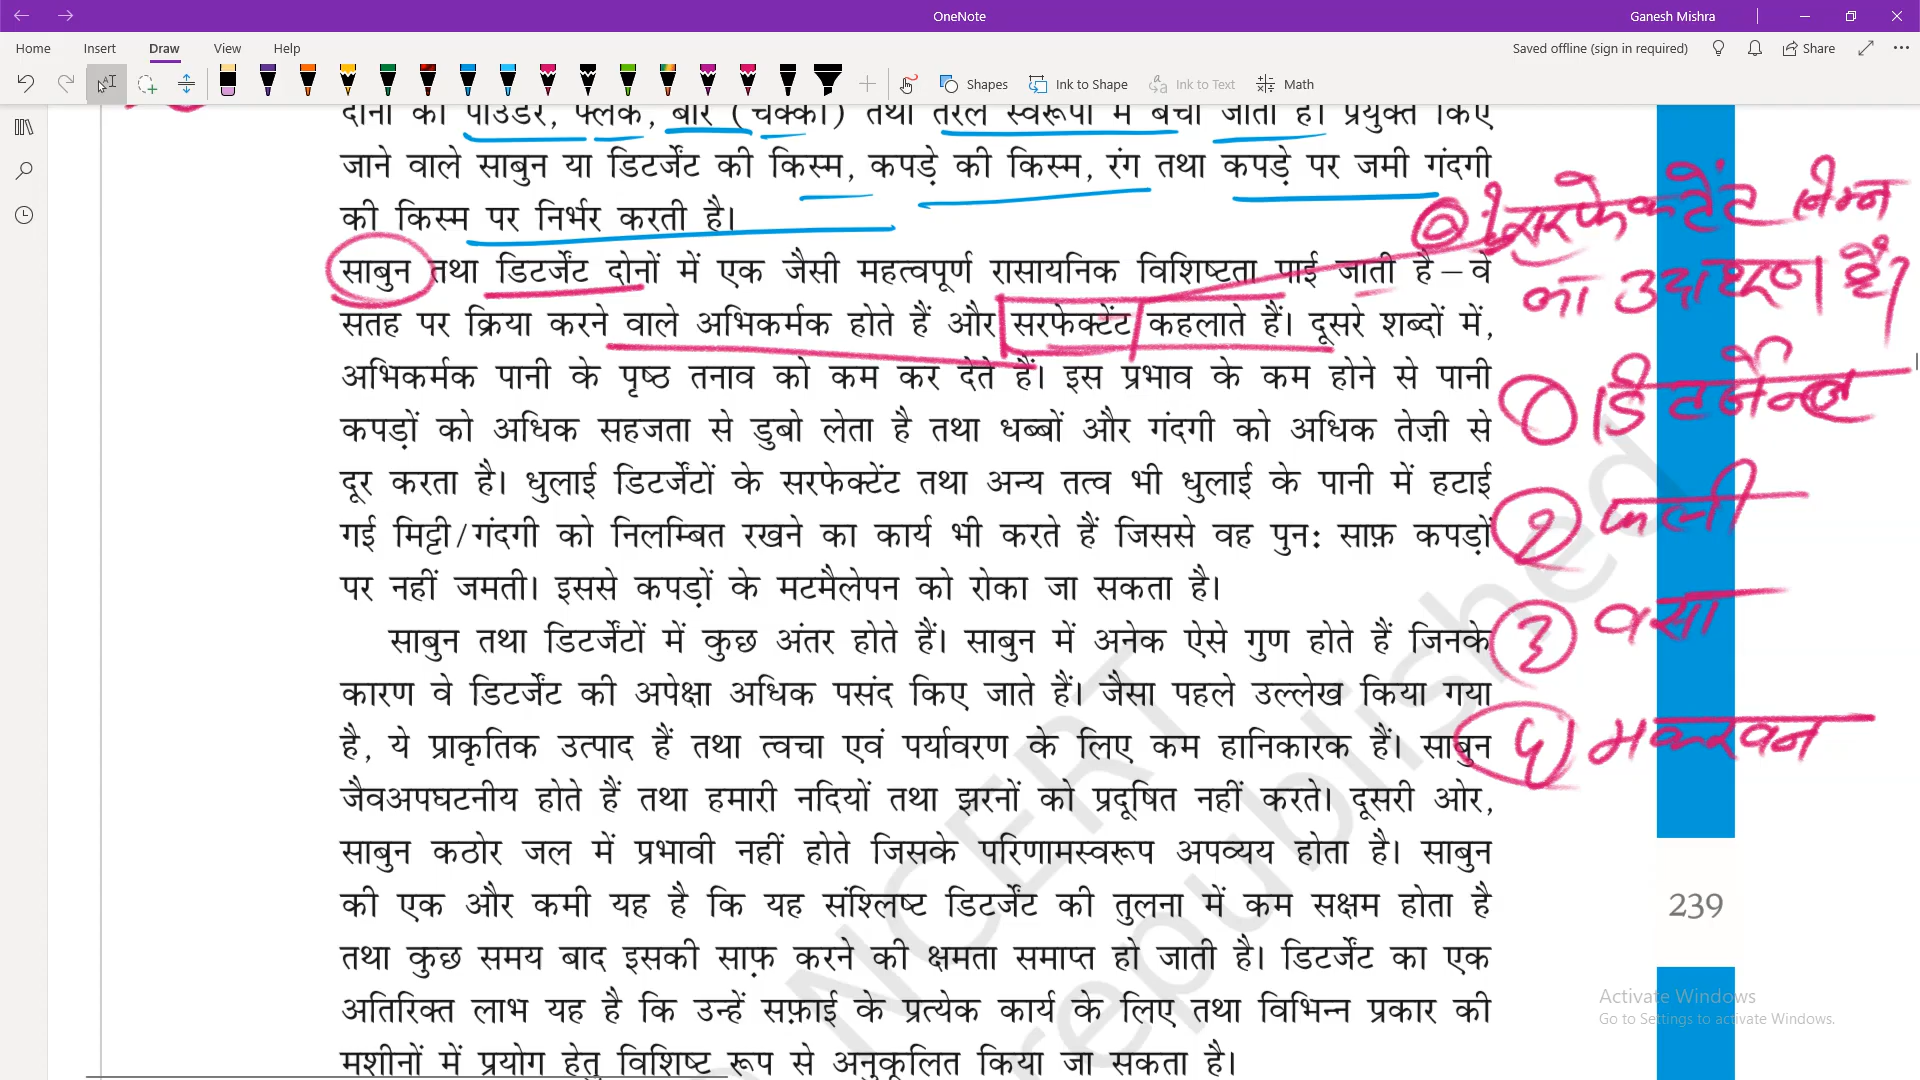 OneNote
Ganesh Mishra
Home Insert Draw View Help
Saved offline (sign in required) Share
Shapes Ink to Shape Ink to Text Math
दोनों को पाउडर, फ्लेक, बार (चक्की) तथा तरल स्वरूपों में बेचा जाता है। प्रयुक्त किए
जाने वाले साबुन या डिटर्जेंट की किस्म, कपड़े की किस्म, रंग तथा कपड़े पर जमी गंदगी
की किस्म पर निर्भर करती है।
साबुन तथा डिटर्जेंट दोनों में एक जैसी महत्वपूर्ण रासायनिक विशिष्टता पाई जाती है – वे
सतह पर क्रिया करने वाले अभिकर्मक होते हैं और सरफेक्टेंट कहलाते हैं। दूसरे शब्दों में,
अभिकर्मक पानी के पृष्ठ तनाव को कम कर देते हैं। इस प्रभाव के कम होने से पानी
कपड़ों को अधिक सहजता से डुबो लेता है तथा धब्बों और गंदगी को अधिक तेज़ी से
दूर करता है। धुलाई डिटर्जेंटों के सरफेक्टेंट तथा अन्य तत्व भी धुलाई के पानी में हटाई
गई मिट्टी/गंदगी को निलम्बित रखने का कार्य भी करते हैं जिससे वह पुन: साफ़ कपड़ों
पर नहीं जमती। इससे कपड़ों के मटमैलेपन को रोका जा सकता है।
साबुन तथा डिटर्जेंटों में कुछ अंतर होते हैं। साबुन में अनेक ऐसे गुण होते हैं जिनके
कारण वे डिटर्जेंट की अपेक्षा अधिक पसंद किए जाते हैं। जैसा पहले उल्लेख किया गया
है, ये प्राकृतिक उत्पाद हैं तथा त्वचा एवं पर्यावरण के लिए कम हानिकारक हैं। साबुन
जैवअपघटनीय होते हैं तथा हमारी नदियों तथा झरनों को प्रदूषित नहीं करते। दूसरी ओर,
साबुन कठोर जल में प्रभावी नहीं होते जिसके परिणामस्वरूप अपव्यय होता है। साबुन
की एक और कमी यह है कि यह संश्लिष्ट डिटर्जेंट की तुलना में कम सक्षम होता है
तथा कुछ समय बाद इसकी साफ़ करने की क्षमता समाप्त हो जाती है। डिटर्जेंट का एक
अतिरिक्त लाभ यह है कि उन्हें सफ़ाई के प्रत्येक कार्य के लिए तथा विभिन्न प्रकार की
मशीनों में प्रयोग हेतु विशिष्ट रूप से अनुकूलित किया जा सकता है।
सरफेक्टेंट निम्न
का उदाहरण है।
डिटर्जेन्ट
वसा
मक्खन
239
NCERT
republished
Activate Windows
Go to Settings to activate Windows.